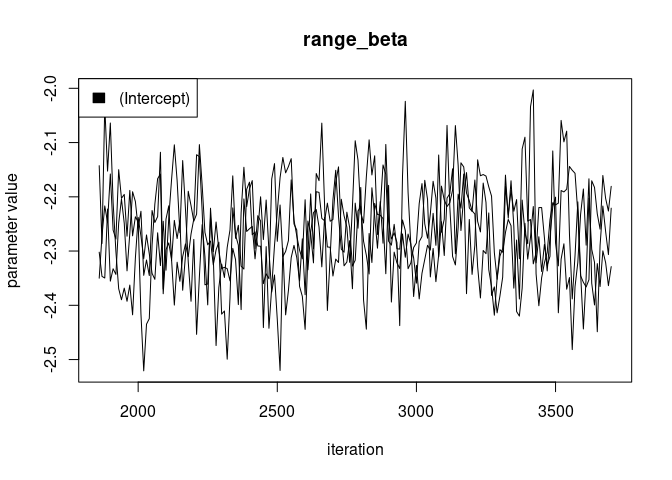 range_beta
(Intercept)
parameter value
-2.0
-2.1
-2.2
-2.3
-2.4
-2.5
2000
2500
3000
3500
iteration